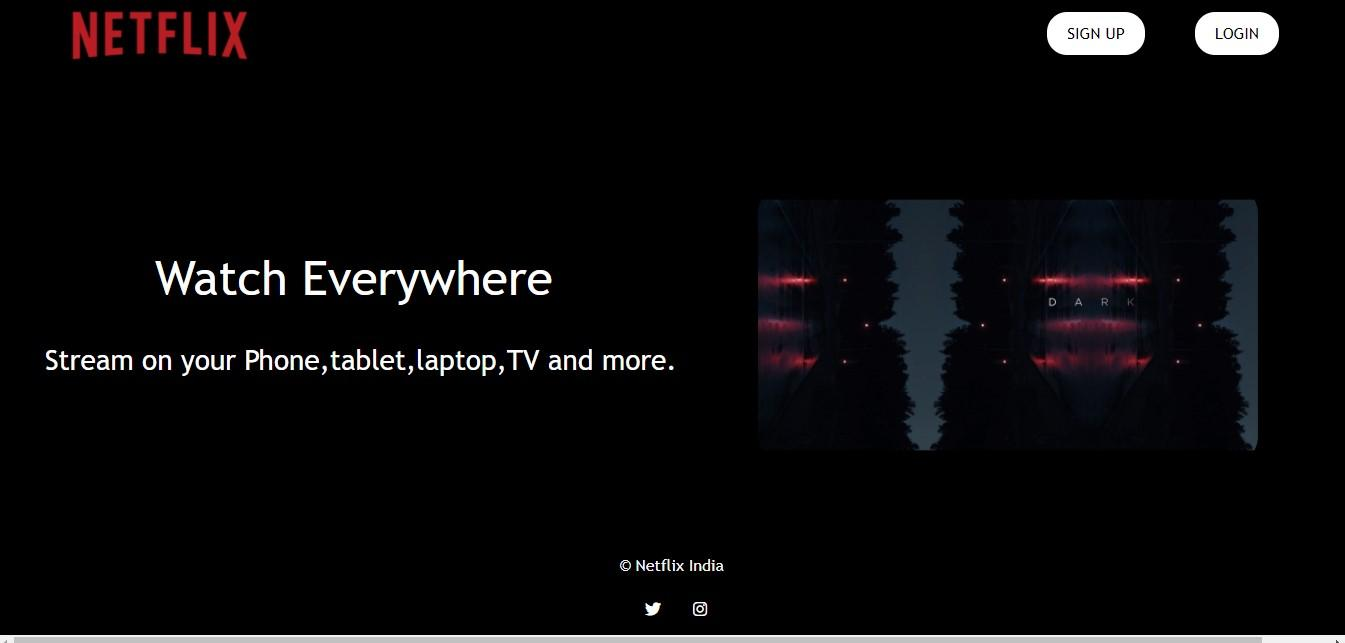 NETFLIX
SIGN UP
LOGIN
Watch Everywhere
Stream on your Phone,tablet,laptop,TV and more.
D A R K
© Netflix India